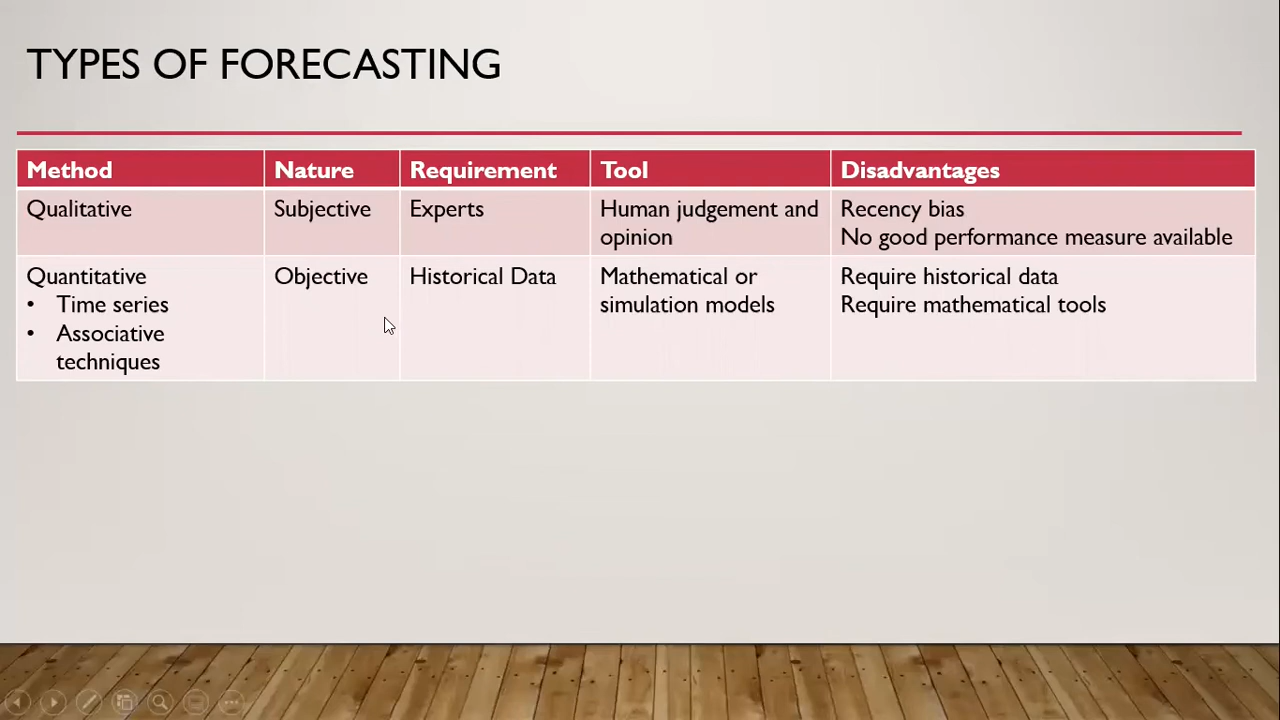 TYPES OF FORECASTING
Method Nature Requirement Tool Disadvantages
Qualitative Subjective Experts Human judgement and Recency bias
opinion No good performance measure available
Quantitative Objective Historical Data Mathematical or Require historical data
• Time series simulation models Require mathematical tools
• Associative
techniques